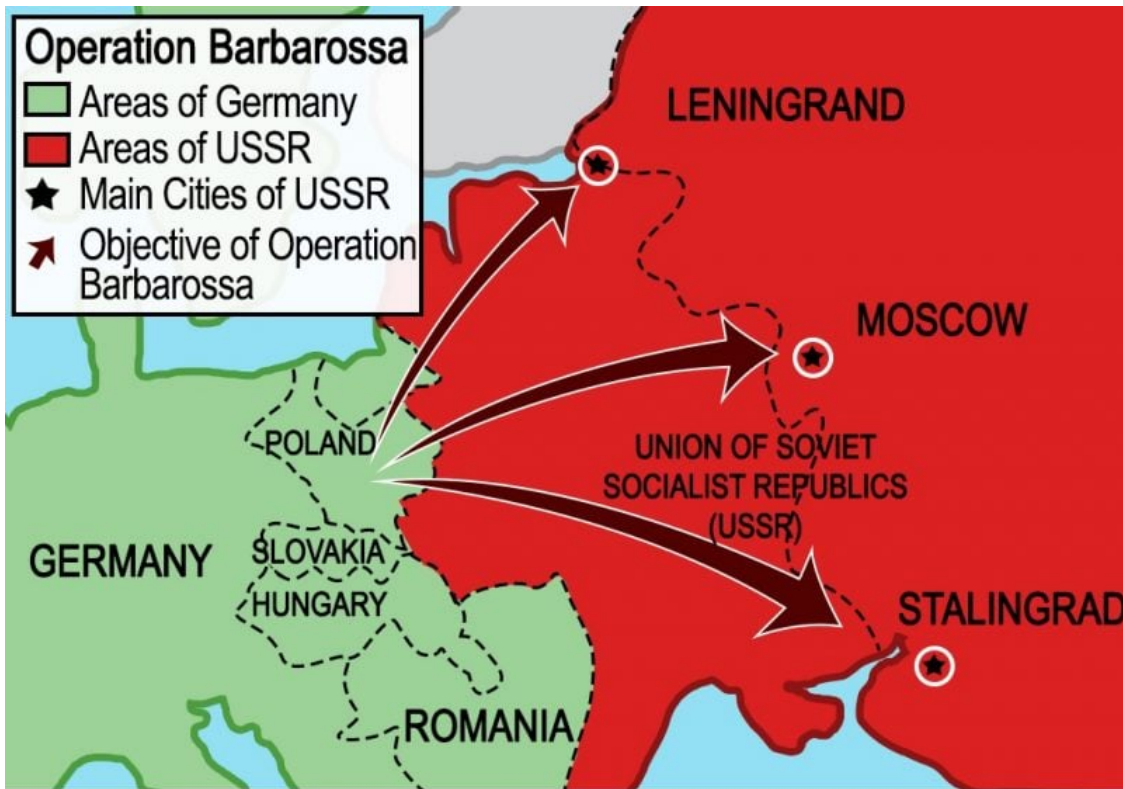 Operation Barbarossa
Areas of Germany
Areas of USSR
Main Cities of USSR
Objective of Operation
Barbarossa
LENINGRAND
MOSCOW
POLAND
UNION OF SOVIET
SOCIALIST REPUBLICS
(USSR)
GERMANY
SLOVAKIA
HUNGARY
STALINGRAD
ROMANIA